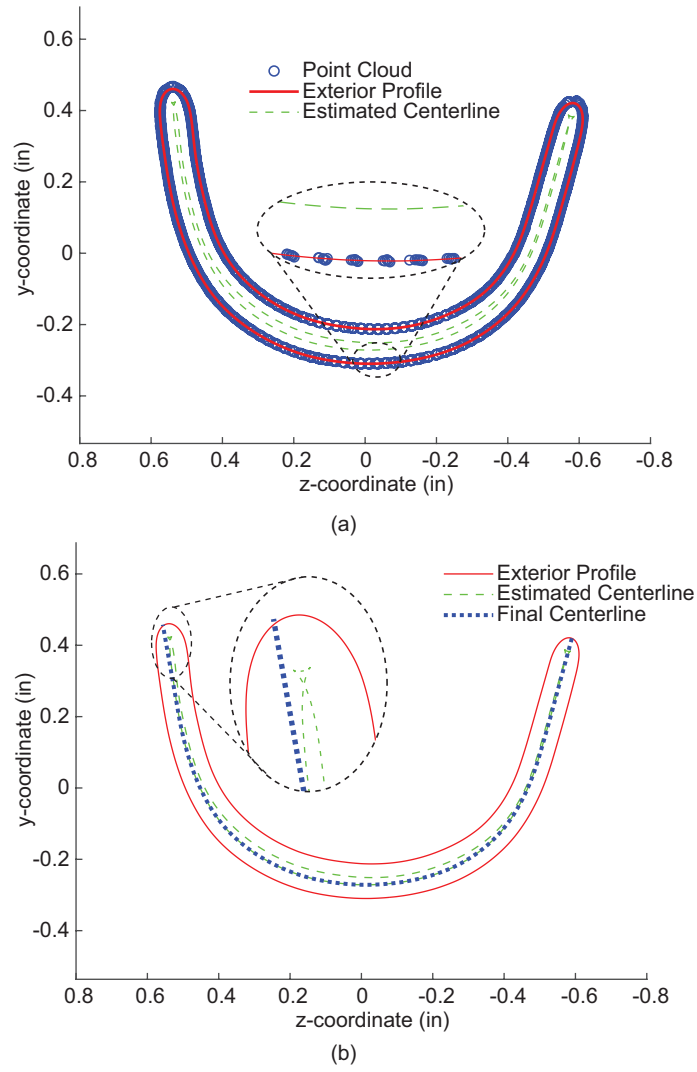 0.6
0.4
0.2
0
-0.2
-0.4
y-coordinate (in)
Point Cloud
Exterior Profile
Estimated Centerline
0.8 0.6 0.4 0.2 0 -0.2 -0.4 -0.6 -0.8
z-coordinate (in)
(a)
0.6
0.4
0.2
0
-0.2
-0.4
y-coordinate (in)
Exterior Profile
Estimated Centerline
Final Centerline
0.8 0.6 0.4 0.2 0 -0.2 -0.4 -0.6 -0.8
z-coordinate (in)
(b)